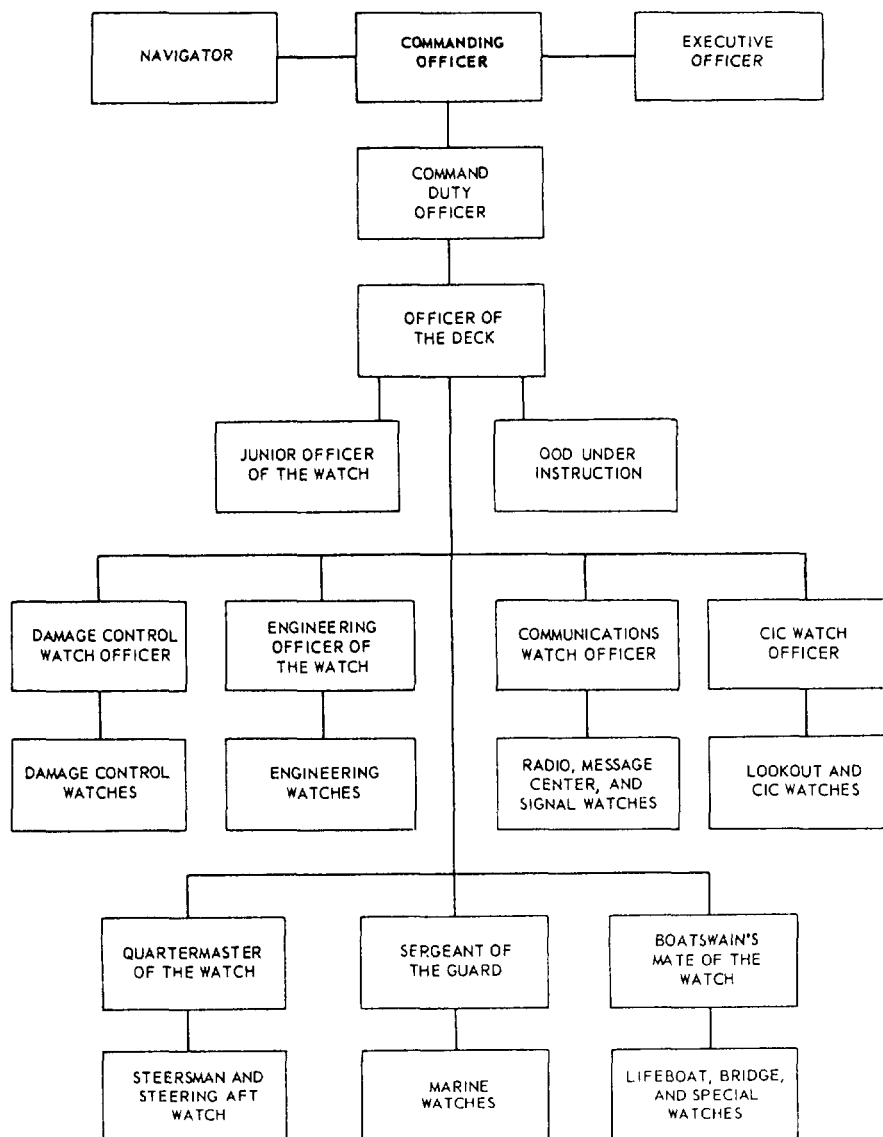 NAVIGATOR
COMMANDING
OFFICER
EXECUTIVE
OFFICER
COMMAND
DUTY
OFFICER
OFFICER OF
THE DECK
JUNIOR OFFICER
OF THE WATCH
OOD UNDER
INSTRUCTION
DAMAGE CONTROL
WATCH OFFICER
ENGINEERING
OFFICER OF
THE WATCH
COMMUNICATIONS
WATCH OFFICER
CIC WATCH
OFFICER
DAMAGE CONTROL
WATCHES
ENGINEERING
WATCHES
RADIO, MESSAGE
CENTER, AND
SIGNAL WATCHES
LOOKOUT AND
CIC WATCHES
QUARTERMASTER
OF THE WATCH
SERGEANT OF
THE GUARD
BOATSWAIN'S
MATE OF THE
WATCH
STEERSMAN AND
STEERING AFT
WATCH
MARINE
WATCHES
LIFEBOAT, BRIDGE,
AND SPECIAL
WATCHES